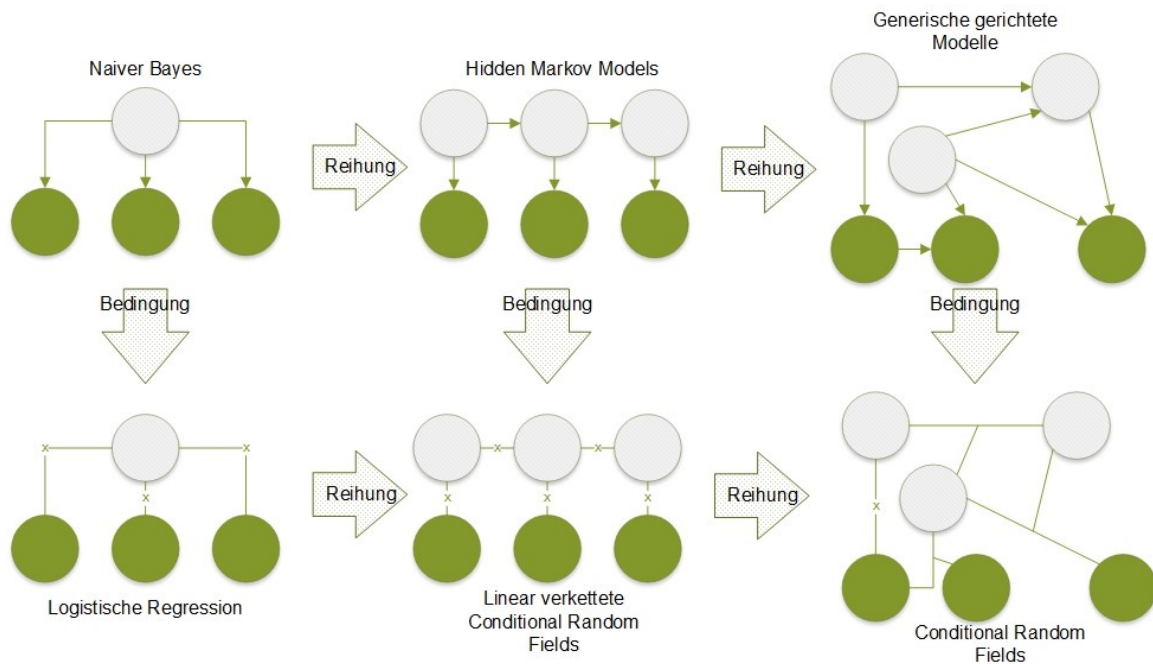 Naiver Bayes
Hidden Markov Models
Generische gerichtete
Modelle
Reihung
Reihung
Bedingung
Bedingung
Bedingung
x
x
x
x
x
x
x
x
x
Reihung
Reihung
Logistische Regression
Linear verkettete
Conditional Random
Fields
Conditional Random
Fields